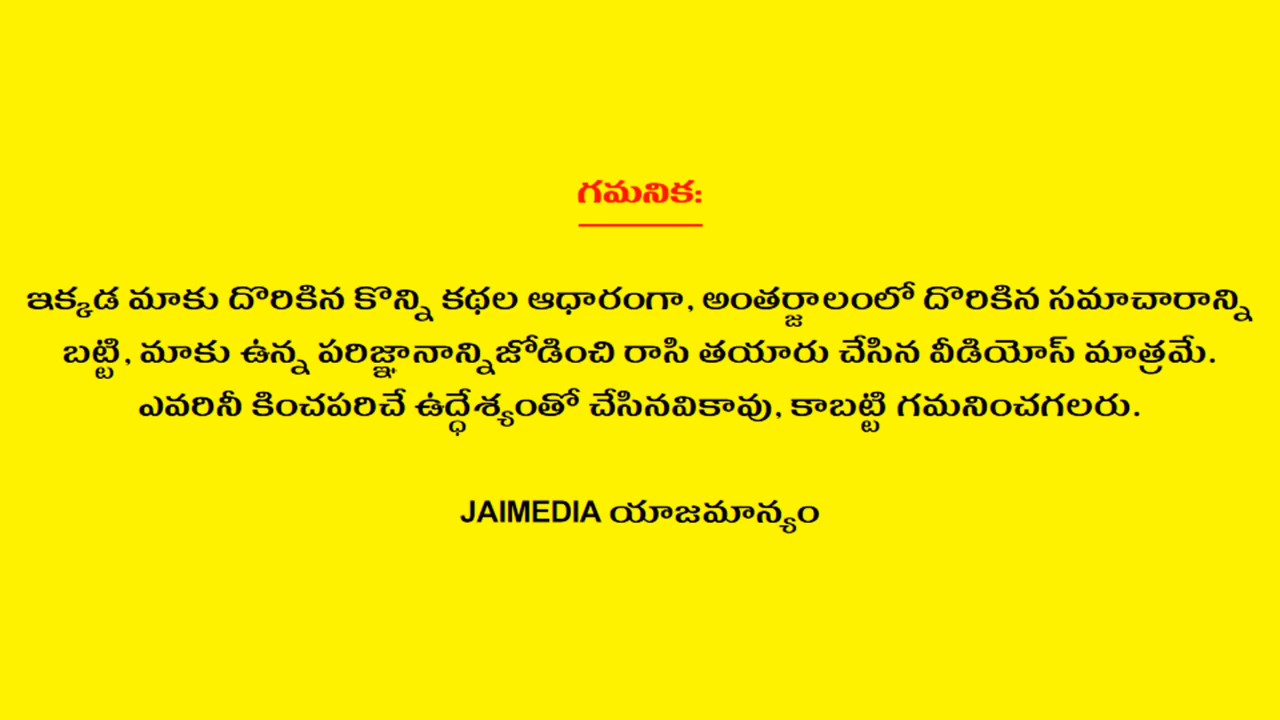 గమనిక:
ఇక్కడ మాకు దొరికిన కొన్ని కథల ఆధారంగా, అంతర్జాలంలో దొరికిన సమాచారాన్ని
బట్టి, మాకు ఉన్న పరిజ్ఞానాన్నిజోడించి రాసి తయారు చేసిన వీడియోస్ మాత్రమే.
ఎవరినీ కించపరిచే ఉద్ధేశ్యంతో చేసినవికావు, కాబట్టి గమనించగలరు.
JAIMEDIA యాజమాన్యం